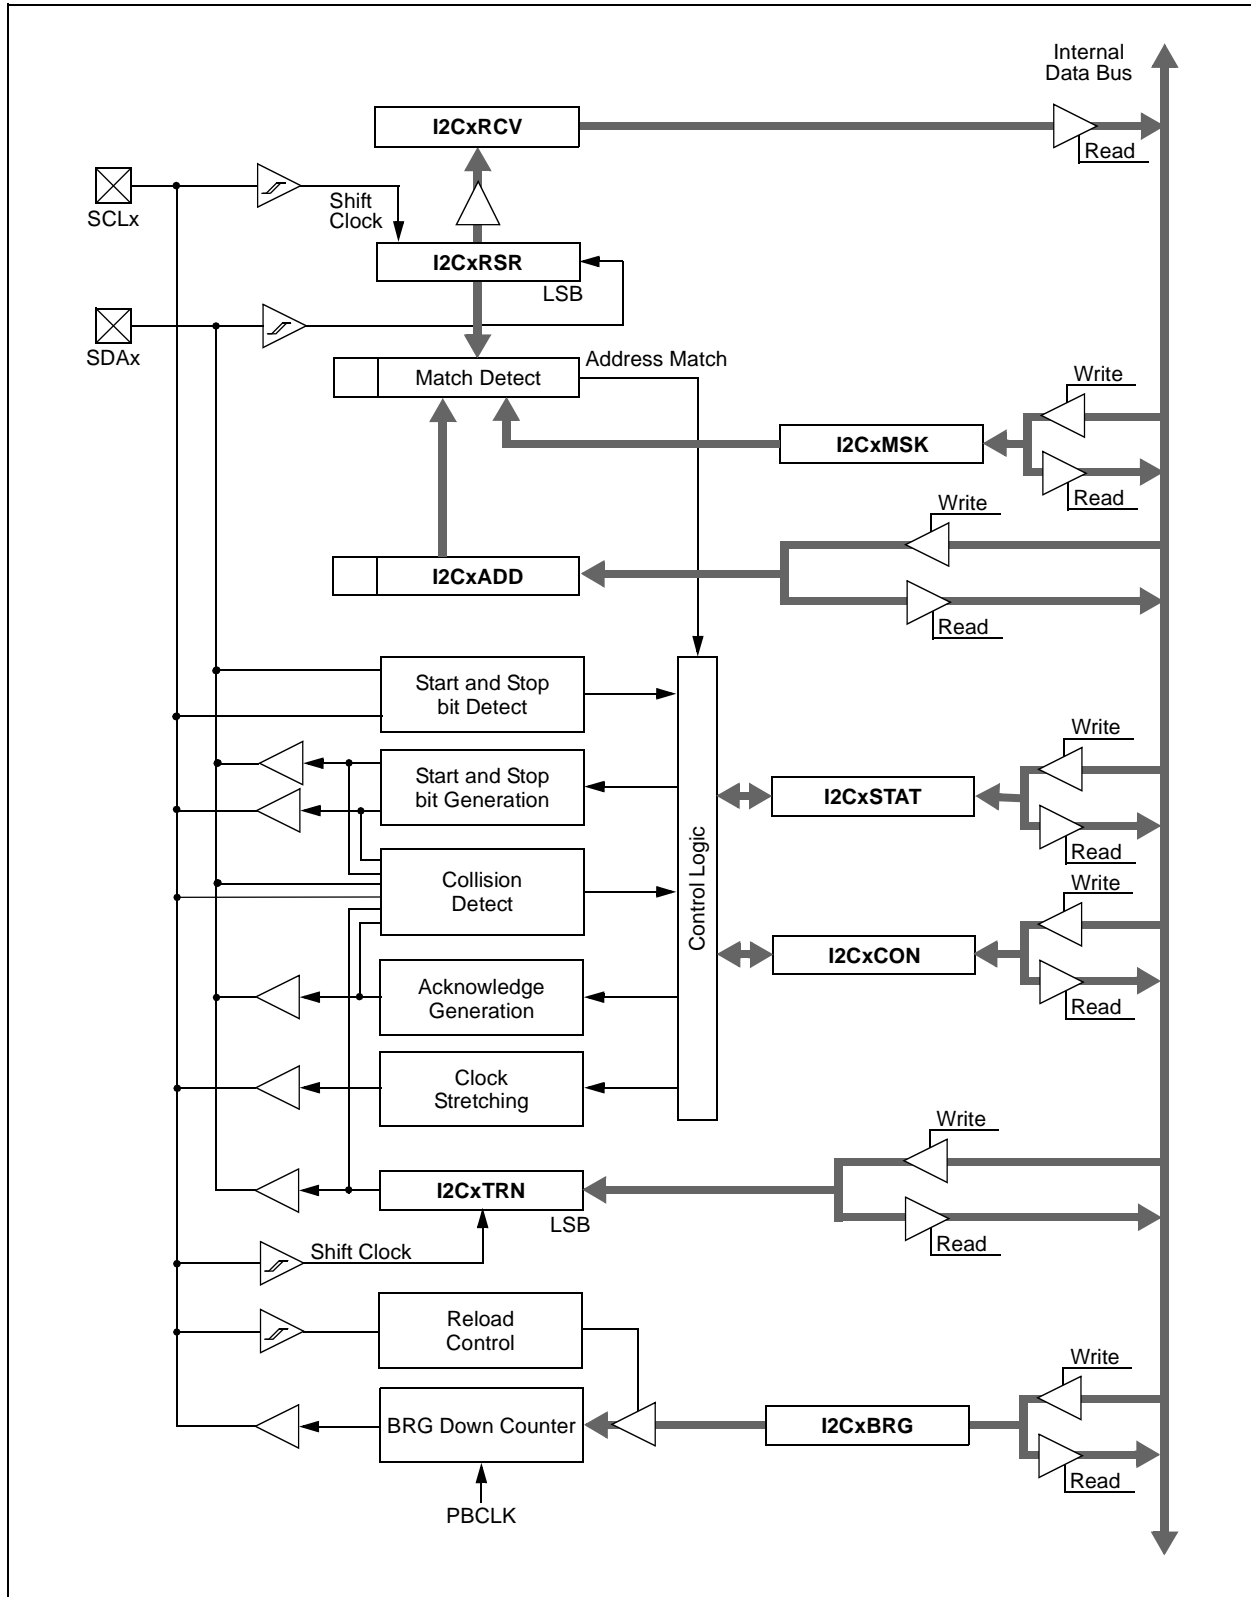 Internal
Data Bus
I2CxRCV
Read
SCLx
Shift
Clock
I2CxRSR
LSB
SDAx
Address Match
Match Detect
Write
I2CxMSK
Read
Write
I2CxADD
Read
Start and Stop
bit Detect
Control Logic
Start and Stop
bit Generation
Write
I2CxSTAT
Read
Collision
Detect
Write
I2CxCON
Read
Acknowledge
Generation
Clock
Stretching
Write
I2CxTRN
LSB
Read
Shift Clock
Reload
Control
Write
BRG Down Counter
I2CxBRG
Read
PBCLK